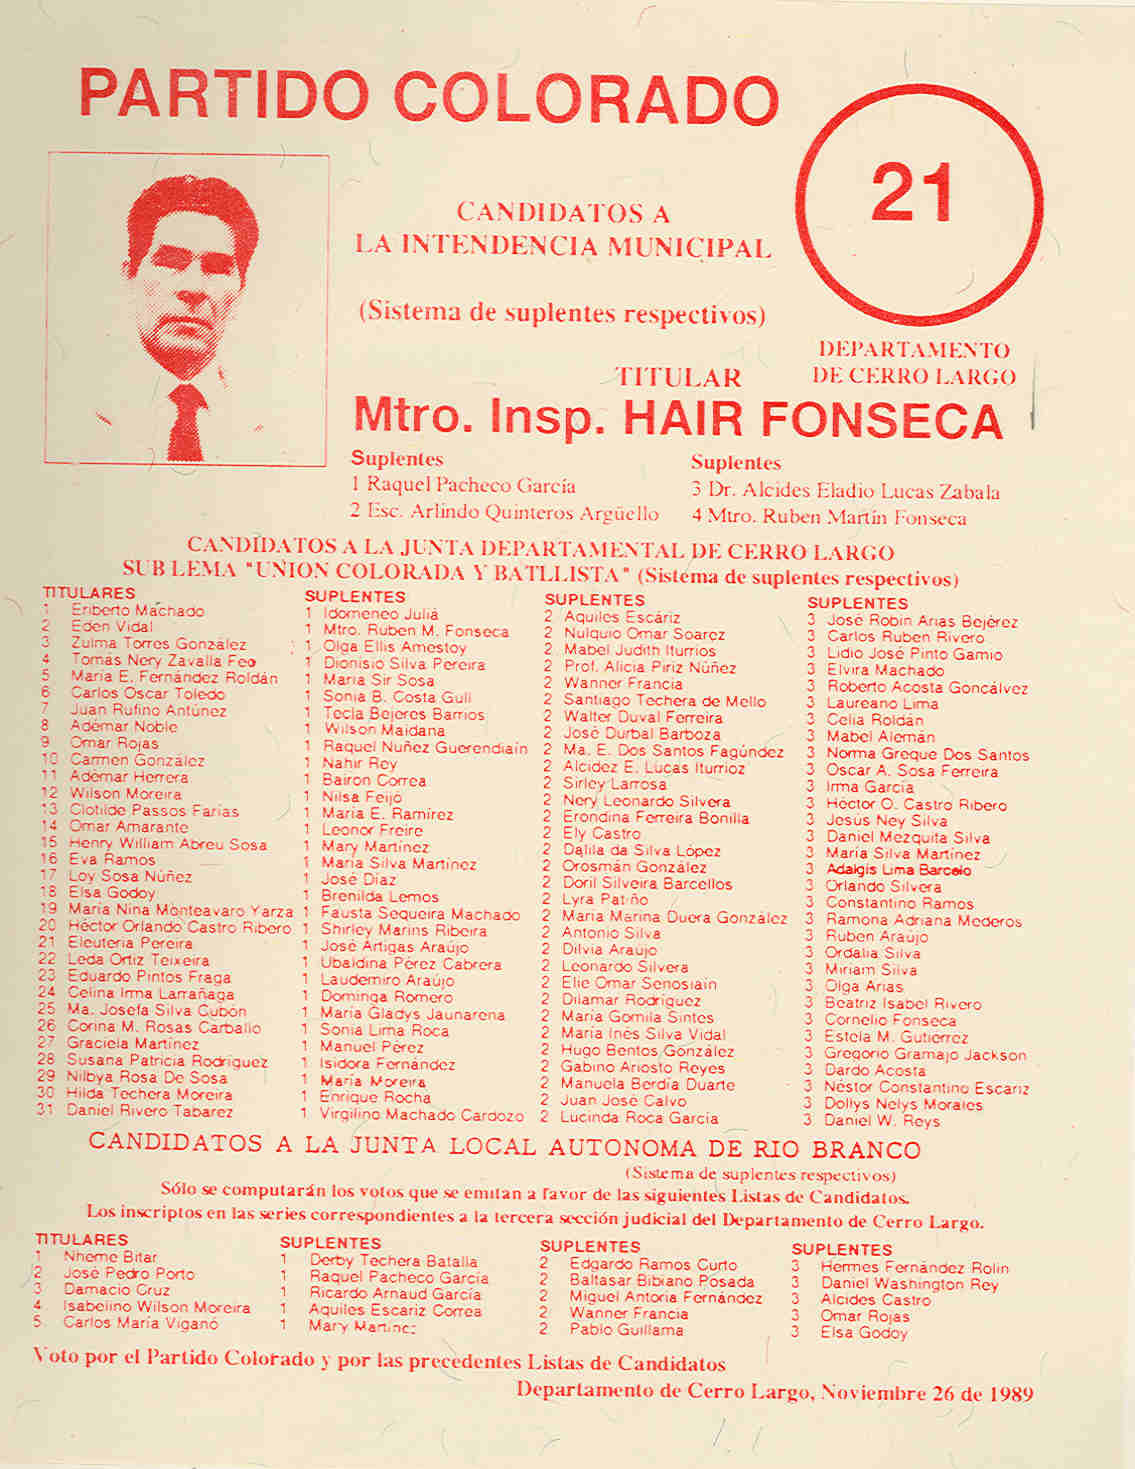 PARTIDO COLORADO
21
CANDIDATOS A
LA INTENDENCIA MUNICIPAL
(Sistema de suplentes respectivos)
DEPARTAMENTO
DE CERRO LARGO
TITULAR
Mtro. Insp. HAIR FONSECA
Suplentes Suplentes
1 Raquel Pacheco García 3 Dr. Alcides Eladio Lucas Zabala
2 Esc. Arlindo Quinteros Argüello 4 Mtro. Ruben Martín Fonseca
CANDIDATOS A LA JUNTA DEPARTAMENTAL DE CERRO LARGO
SUB LEMA "UNION COLORADA Y BATLLISTA" (Sistema de suplentes respectivos)
TITULARES SUPLENTES SUPLENTES SUPLENTES
1 Eriberto Machado 1 Idomeneo Juliá 2 Aquiles Escáriz 3 José Robin Arias Bejérez
2 Eden Vidal 1 Mtro. Ruben M. Fonseca 2 Nulquio Omar Soarez 3 Carlos Ruben Rivero
3 Zulma Torres González 1 Olga Ellis Amestoy 2 Mabel Judith Iturrios 3 Lidio José Pinto Gamio
4 Tomás Nery Zavalla Feo 1 Dionisio Silva Pereira 2 Prof. Alicia Piriz Núñez 3 Elvira Machado
5 María E. Fernández Roldán 1 Maria Sir Sosa 2 Wanner Francia 3 Roberto Acosta Goncálvez
6 Carlos Oscar Toledo 1 Sonia B. Costa Guli 2 Santiago Techera de Mello 3 Laureano Lima
7 Juan Rufino Antúnez 1 Tecla Bejeres Barrios 2 Walter Duval Ferreira 3 Celia Roldán
8 Adémar Noble 1 Wilson Maidana 2 José Durbal Barboza 3 Mabel Alemán
9 Omar Rojas 1 Raquel Nuñez Guerendiain 2 Ma. E. Dos Santos Fagúndez 3 Norma Greque Dos Santos
10 Carmen González 1 Nahir Rey 2 Alcidez E. Lucas Iturrioz 3 Oscar A. Sosa Ferreira
11 Adémar Herrera 1 Bairon Correa 2 Sirley Larrosa 3 Irma García
12 Wilson Moreira 1 Nilsa Feijó 2 Nery Leonardo Silvera 3 Héctor O. Castro Ribero
13 Clotilde Passos Farias 1 María E. Ramírez 2 Erondina Ferreira Bonilla 3 Jesús Ney Silva
14 Omar Amarante 1 Leonor Freire 2 Ely Castro 3 Daniel Mezquita Silva
15 Henry William Abreu Sosa 1 Mary Martínez 2 Dalila da Silva López 3 María Silva Martínez
16 Eva Ramos 1 María Silva Martínez 2 Orosmán González 3 Adalgis Lima Barcelo
17 Loy Sosa Núñez 1 José Díaz 2 Doril Silveira Barcellos 3 Orlando Silvera
18 Elsa Godoy 1 Brenilda Lemos 2 Lyra Patiño 3 Constantino Ramos
19 María Nina Monteavaro Yarza 1 Fausta Sequeira Machado 2 María Marina Duera González 3 Ramona Adriana Mederos
20 Héctor Orlando Castro Ribero 1 Shirley Marins Ribeira 2 Antonio Silva 3 Ruben Araújo
21 Eleuteria Pereira 1 José Artigas Araújo 2 Dilvia Araújo 3 Ordalia Silva
22 Leda Ortiz Teixeira 1 Ubaldina Pérez Cabrera 2 Leonardo Silvera 3 Miriam Silva
23 Eduardo Pintos Fraga 1 Laudemiro Araújo 2 Elie Omar Senosiain 3 Olga Arias
24 Celina Irma Larrañaga 1 Dominga Romero 2 Dilamar Rodríguez 3 Beatriz Isabel Rivero
25 Ma. Josefa Silva Cubón 1 María Gladys Jaunarena 2 María Gomila Sintes 3 Cornelio Fonseca
26 Corina M. Rosas Carballo 1 Sonia Lima Roca 2 María Inés Silva Vidal 3 Estela M. Gutierrez
27 Graciela Martínez 1 Manuel Pérez 2 Hugo Bentos González 3 Gregorio Gramajo Jackson
28 Susana Patricia Rodríguez 1 Isidora Fernández 2 Gabino Ariosto Reyes 3 Dardo Acosta
29 Nilbya Rosa De Sosa 1 María Moreira 2 Manuela Berdia Duarte 3 Néstor Constantino Escariz
30 Hilda Techera Moreira 1 Enrique Rocha 2 Juan José Calvo 3 Dollys Nelys Morales
31 Daniel Rivero Tabarez 1 Virgilino Machado Cardozo 2 Lucinda Roca García 3 Daniel W. Reys
CANDIDATOS A LA JUNTA LOCAL AUTONOMA DE RIO BRANCO
(Sistema de suplentes respectivos)
Sólo se computarán los votos que se emitan a favor de las siguientes Listas de Candidatos.
Los inscriptos en las series correspondientes a la tercera sección judicial del Departamento de Cerro Largo.
TITULARES SUPLENTES SUPLENTES SUPLENTES
1 Nheme Bitar 1 Derby Techera Batalla 2 Edgardo Ramos Curto 3 Hermes Fernández Rolin
2 José Pedro Porto 1 Raquel Pacheco García 2 Baltasar Bibiano Posada 3 Daniel Washington Rey
3 Damacio Cruz 1 Ricardo Arnaud García 2 Miguel Antoria Fernández 3 Alcides Castro
4 Isabelino Wilson Moreira 1 Aquiles Escariz Correa 2 Wanner Francia 3 Omar Rojas
5. Carlos María Viganó 1 Mary Martínez 2 Pablo Guillama 3 Elsa Godoy
Voto por el Partido Colorado y por las precedentes Listas de Candidatos
Departamento de Cerro Largo, Noviembre 26 de 1989